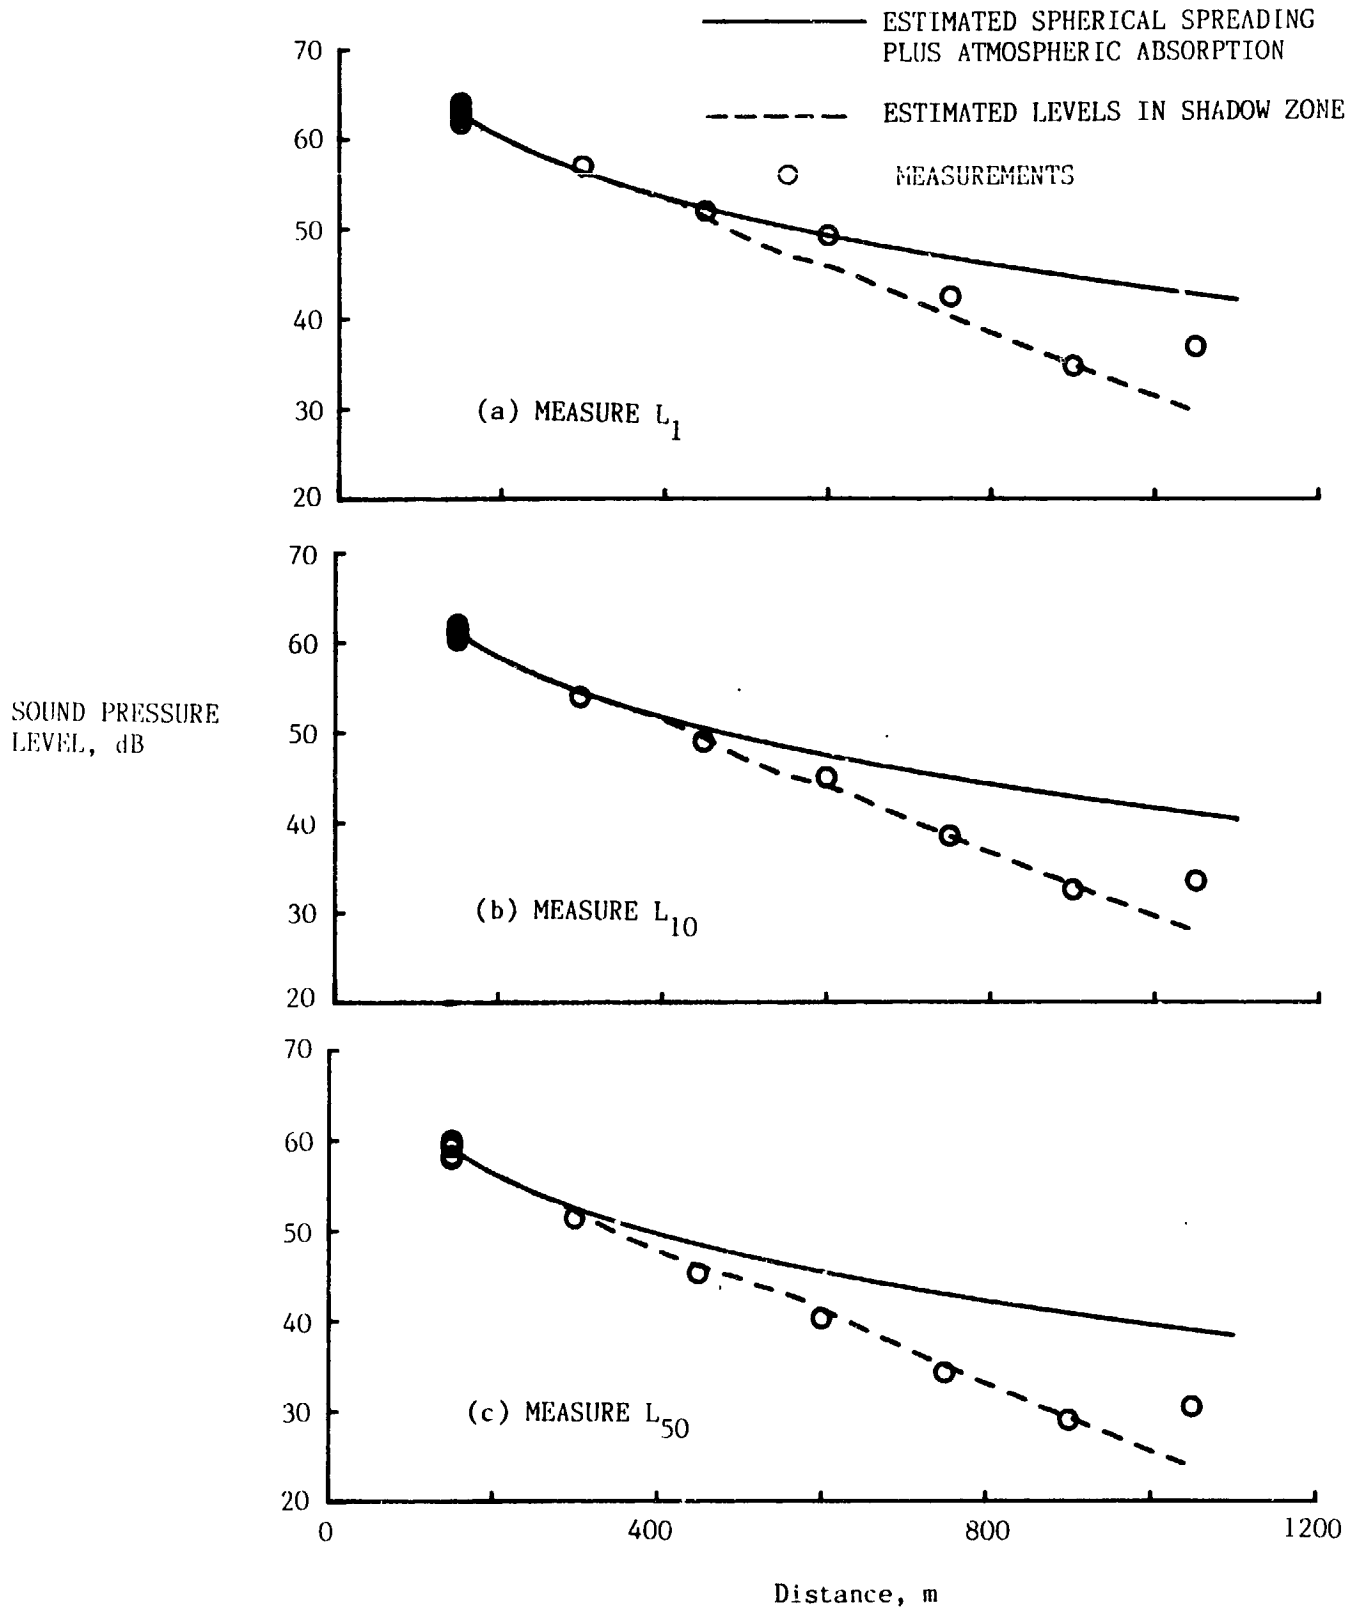 ESTIMATED SPHERICAL SPREADING
PLUS ATMOSPHERIC ABSORPTION
ESTIMATED LEVELS IN SHADOW ZONE
MEASUREMENTS
70
60
50
40
30
20
(a) MEASURE L1
70
60
50
40
30
20
(b) MEASURE L10
SOUND PRESSURE
LEVEL, dB
70
60
50
40
30
20
(c) MEASURE L50
0 400 800 1200
Distance, m